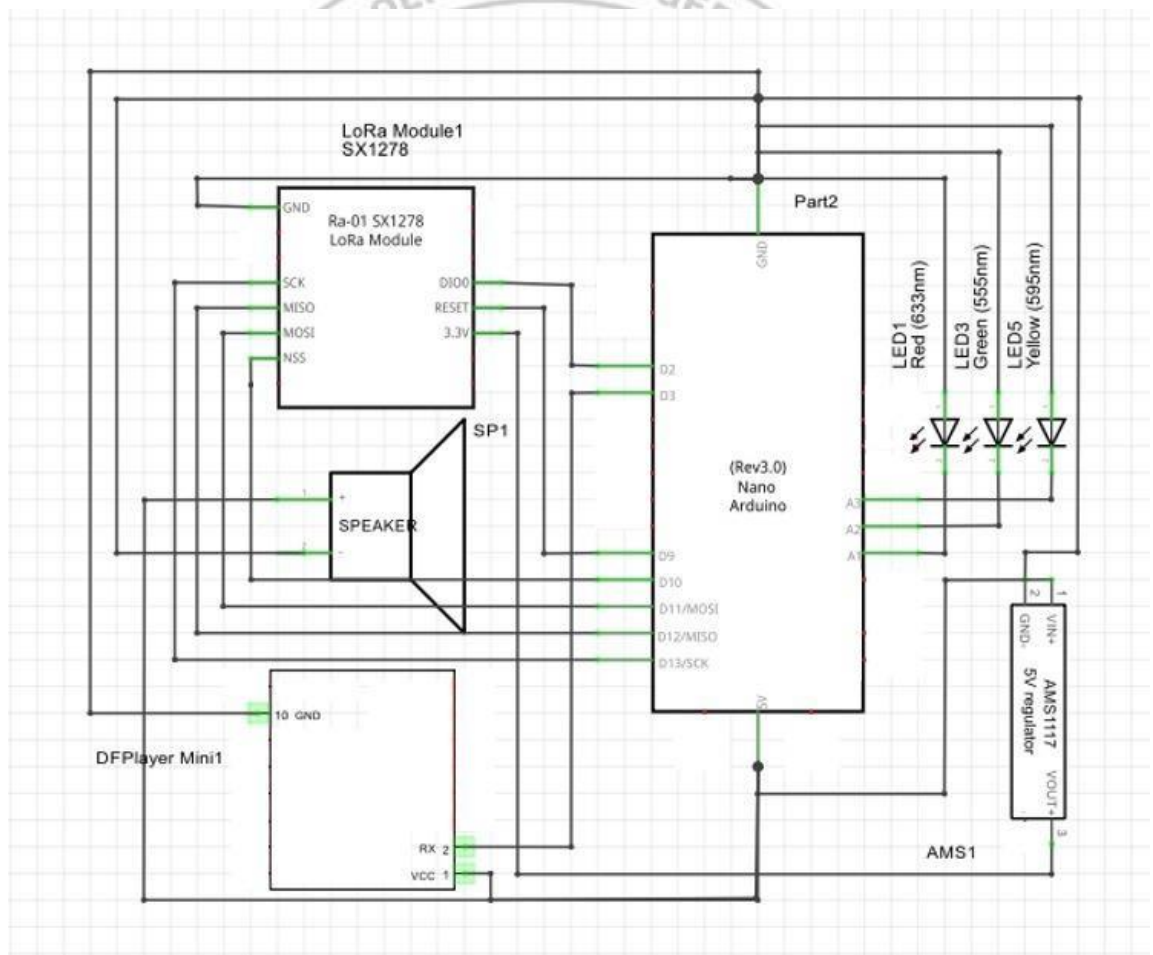 LoRa Module1
SX1278
Ra-01 SX1278
LoRa Module
GND
SCK
MISO
MOSI
NSS
DIO0
RESET
3.3V
Part2
GND
D2
D3
(Rev3.0)
Nano
Arduino
A3
A2
A1
D9
D10
D11/MOSI
D12/MISO
D13/SCK
5V
LED1
Red (633nm)
LED3
Green (555nm)
LED5
Yellow (595nm)
SP1
1
+
SPEAKER
2
-
10 GND
DFPlayer Mini1
RX 2
VCC 1
1
2
VIN+
GND-
AMS1117
5V regulator
VOUT+
3
AMS1